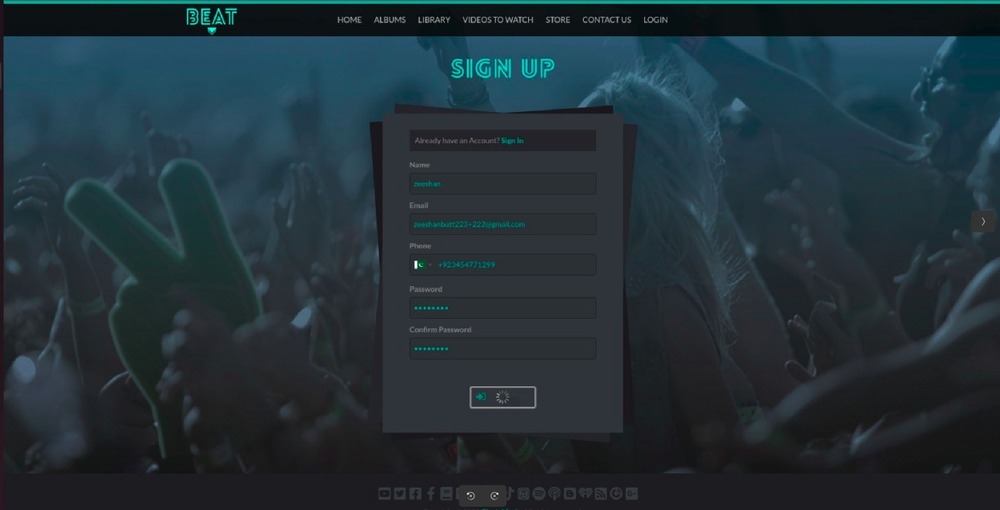 BEAT
HOME ALBUMS LIBRARY VIDEOS TO WATCH STORE CONTACT US LOGIN
SIGN UP
Already have an Account? Sign In
Name
zeeshan
Email
zeeshanbutt223+222@gmail.com
Phone
+923454771299
Password
Confirm Password